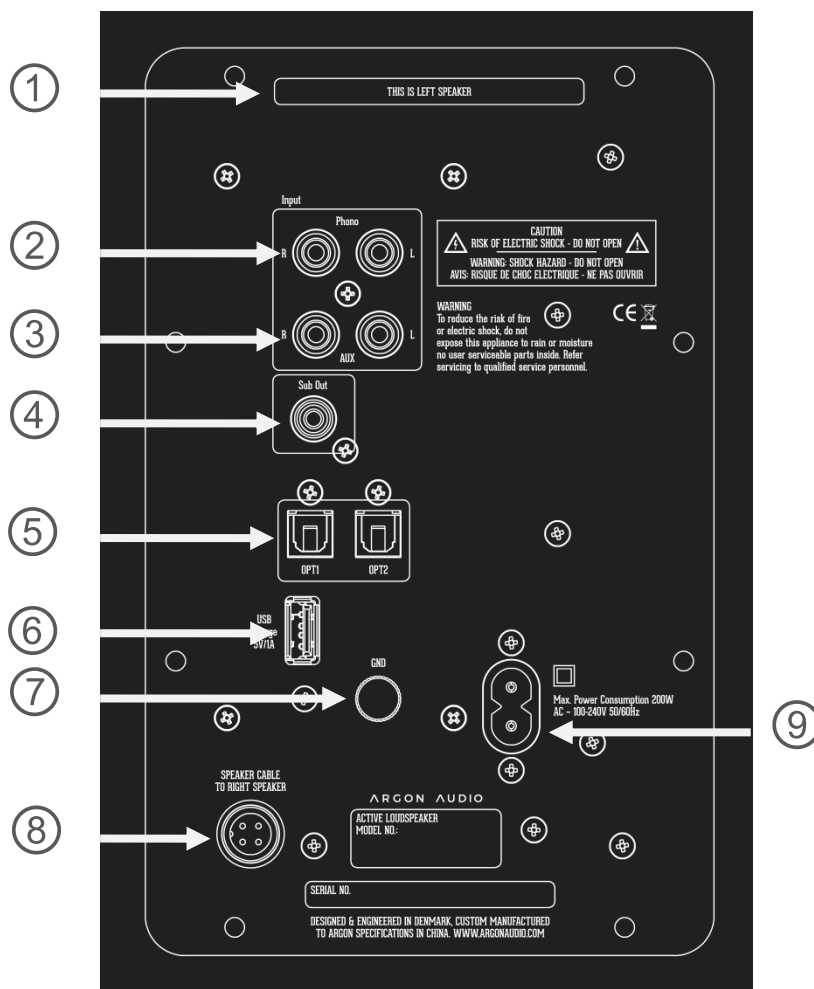 1
THIS IS LEFT SPEAKER
Input
2
Phono
R
L
CAUTION
RISK OF ELECTRIC SHOCK - DO NOT OPEN
WARNING: SHOCK HAZARD - DO NOT OPEN
AVIS: RISQUE DE CHOC ELECTRIQUE - NE PAS OUVRIR
3
R
L
AUX
WARNING
To reduce the risk of fire
or electric shock, do not
expose this appliance to rain or moisture
no user serviceable parts inside. Refer
servicing to qualified service personnel.
CE
4
Sub Out
5
OPT1
OPT2
6
USB
5V/1A
7
GND
Max. Power Consumption 200W
AC ~ 100-240V 50/60Hz
9
8
SPEAKER CABLE
TO RIGHT SPEAKER
ARGON AUDIO
ACTIVE LOUDSPEAKER
MODEL NO.:
SERIAL NO.
DESIGNED & ENGINEERED IN DENMARK, CUSTOM MANUFACTURED
TO ARGON SPECIFICATIONS IN CHINA. WWW.ARGONAUDIO.COM